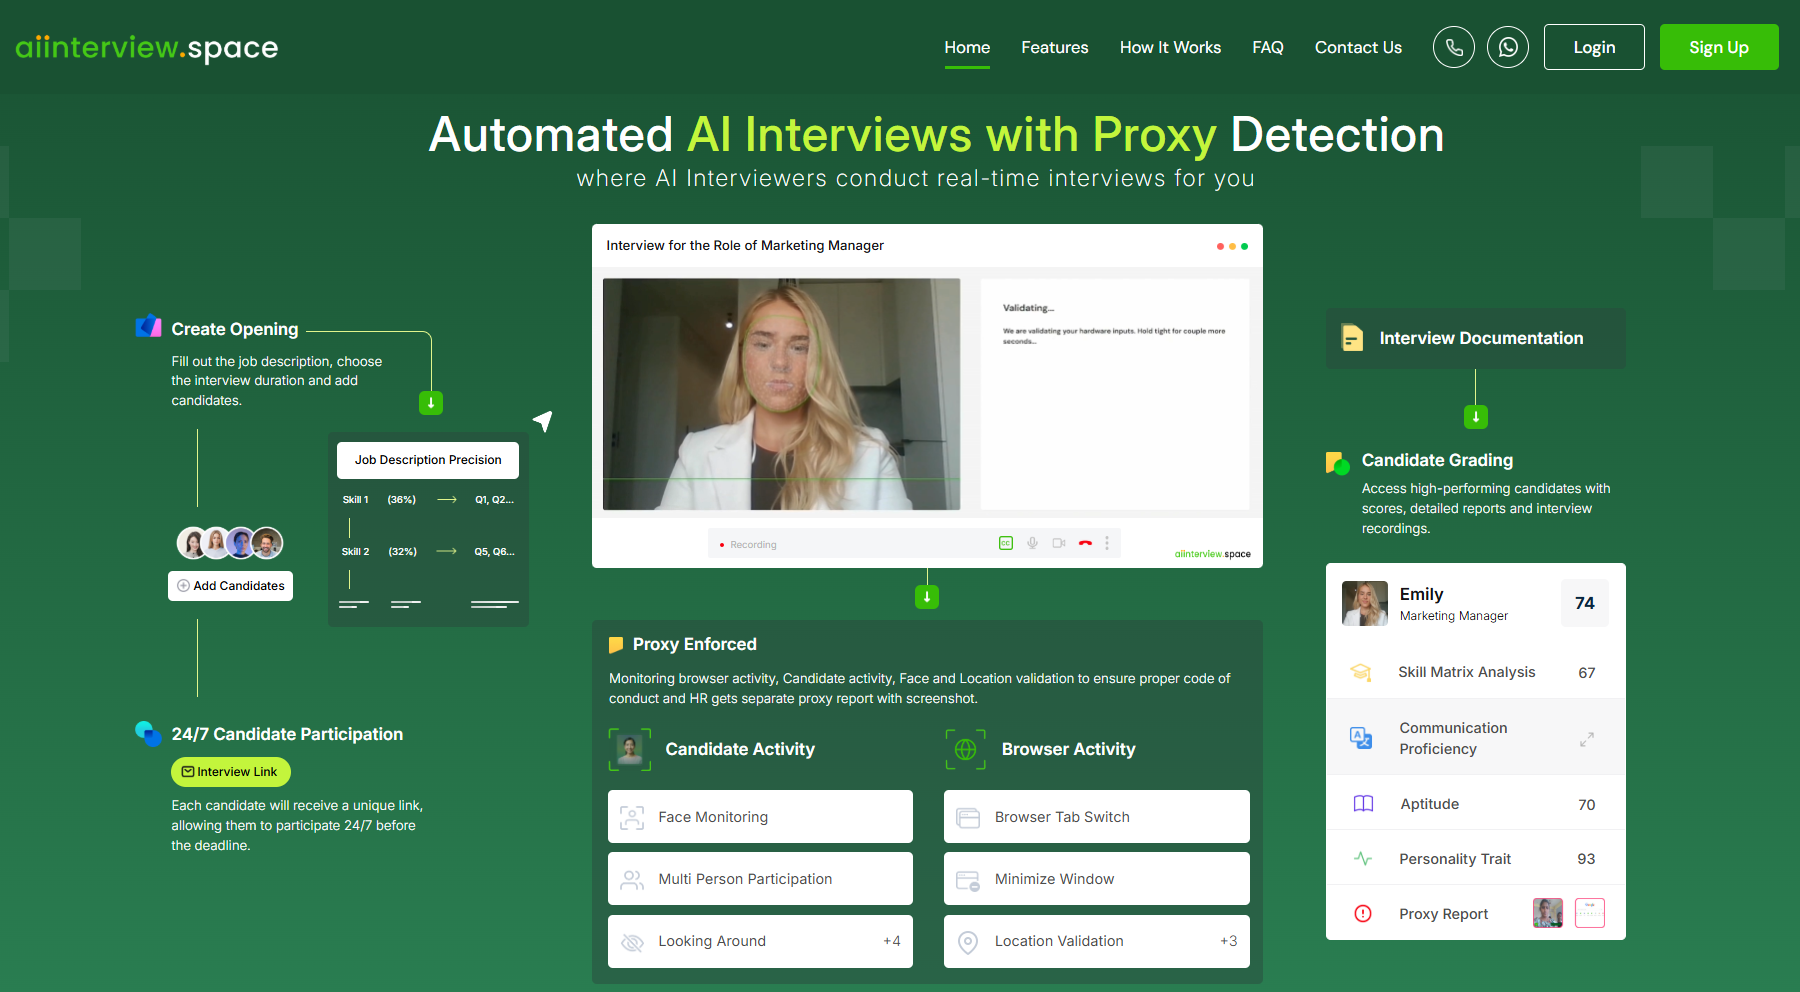 aiinterview.space
Home
Features
How It Works
FAQ
Contact Us
Login
Sign Up
Automated AI Interviews with Proxy Detection
where AI Interviewers conduct real-time interviews for you
Create Opening
Fill out the job description, choose
the interview duration and add
candidates.
Job Description Precision
Skill 1 (36%) Q1, Q2...
Skill 2 (32%) Q5, Q6...
Add Candidates
24/7 Candidate Participation
Interview Link
Each candidate will receive a unique link,
allowing them to participate 24/7 before
the deadline.
Interview for the Role of Marketing Manager
Validating...
We are validating your hardware inputs. Hold tight for couple more
seconds...
Recording
CC
aiinterview.space
Proxy Enforced
Monitoring browser activity, Candidate activity, Face and Location validation to ensure proper code of
conduct and HR gets separate proxy report with screenshot.
Candidate Activity
Face Monitoring
Multi Person Participation
Looking Around +4
Browser Activity
Browser Tab Switch
Minimize Window
Location Validation +3
Interview Documentation
Candidate Grading
Access high-performing candidates with
scores, detailed reports and interview
recordings.
Emily
Marketing Manager
74
Skill Matrix Analysis 67
Communication
Proficiency
Aptitude 70
Personality Trait 93
Proxy Report